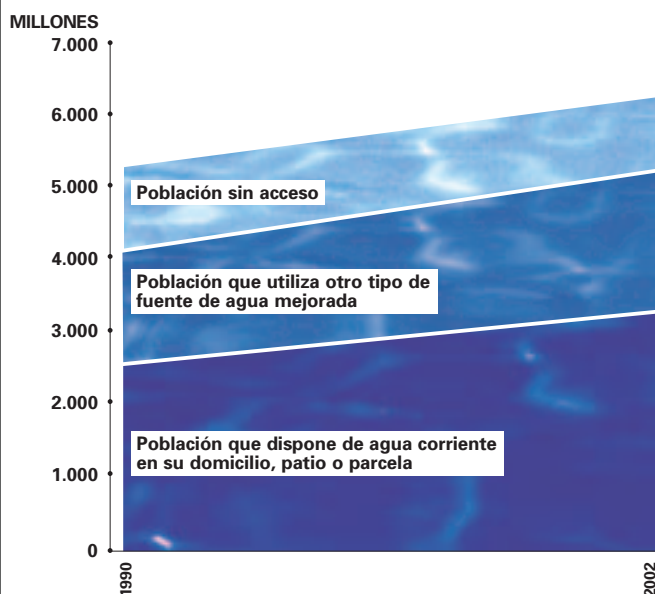 MILLONES
7.000
6.000
5.000
4.000
3.000
2.000
1.000
0
Población sin acceso
Población que utiliza otro tipo de
fuente de agua mejorada
Población que dispone de agua corriente
en su domicilio, patio o parcela
1990
2002